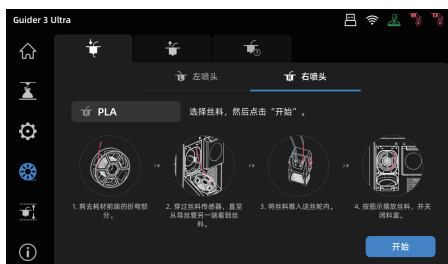 Guider 3 Ultra
左喷头
右喷头
PLA
选择丝料，然后点击“开始”。
1. 剪去耗材前端的折弯部
分。
2. 穿过丝料传感器，直至
从导丝管另一端看到丝
料。
3. 将丝料推入送丝轮内。
4. 按图示摆放丝料，并关
闭料盒。
开始